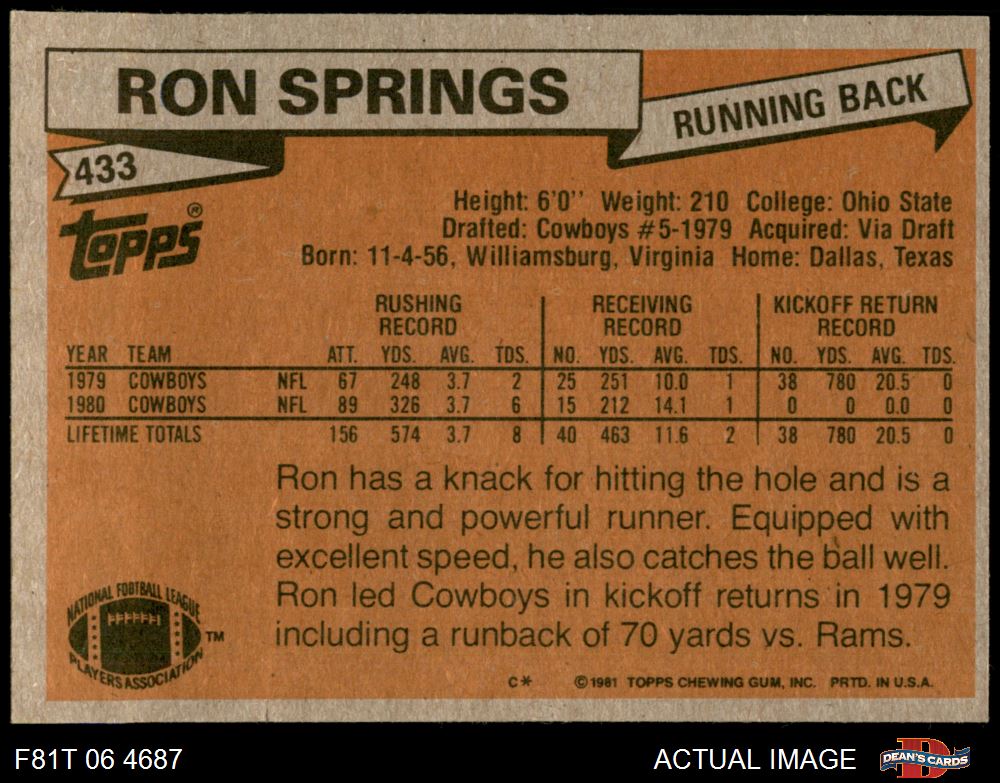 RON SPRINGS
RUNNING BACK
433
topps®
Height: 6'0'' Weight: 210 College: Ohio State
Drafted: Cowboys #5-1979 Acquired: Via Draft
Born: 11-4-56, Williamsburg, Virginia Home: Dallas, Texas
RUSHING RECEIVING KICKOFF RETURN
RECORD RECORD RECORD
YEAR TEAM ATT. YDS. AVG. TDS. NO. YDS. AVG. TDS. NO. YDS. AVG. TDS.
1979 COWBOYS NFL 67 248 3.7 2 25 251 10.0 1 38 780 20.5 0
1980 COWBOYS NFL 89 326 3.7 6 15 212 14.1 1 0 0 0.0 0
LIFETIME TOTALS 156 574 3.7 8 40 463 11.6 2 38 780 20.5 0
Ron has a knack for hitting the hole and is a
strong and powerful runner. Equipped with
excellent speed, he also catches the ball well.
Ron led Cowboys in kickoff returns in 1979
including a runback of 70 yards vs. Rams.
NATIONAL FOOTBALL LEAGUE
PLAYERS ASSOCIATION
TM
C* ©1981 TOPPS CHEWING GUM, INC. PRTD. IN U.S.A.
F81T 06 4687
ACTUAL IMAGE
DEAN'S CARDS